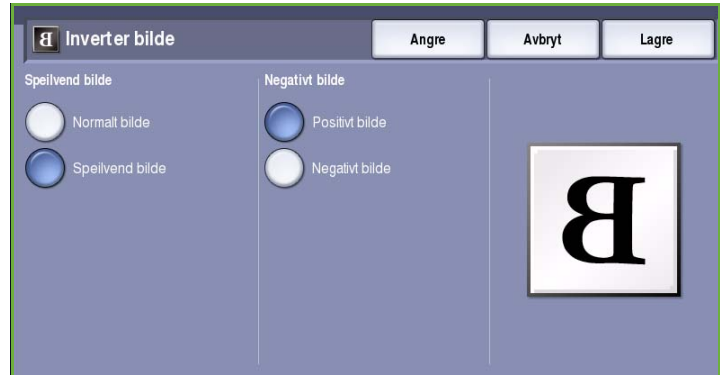 Inverter bilde
Angre
Avbryt
Lagre
Speilvend bilde
Normalt bilde
Speilvend bilde
Negativt bilde
Positivt bilde
Negativt bilde
B